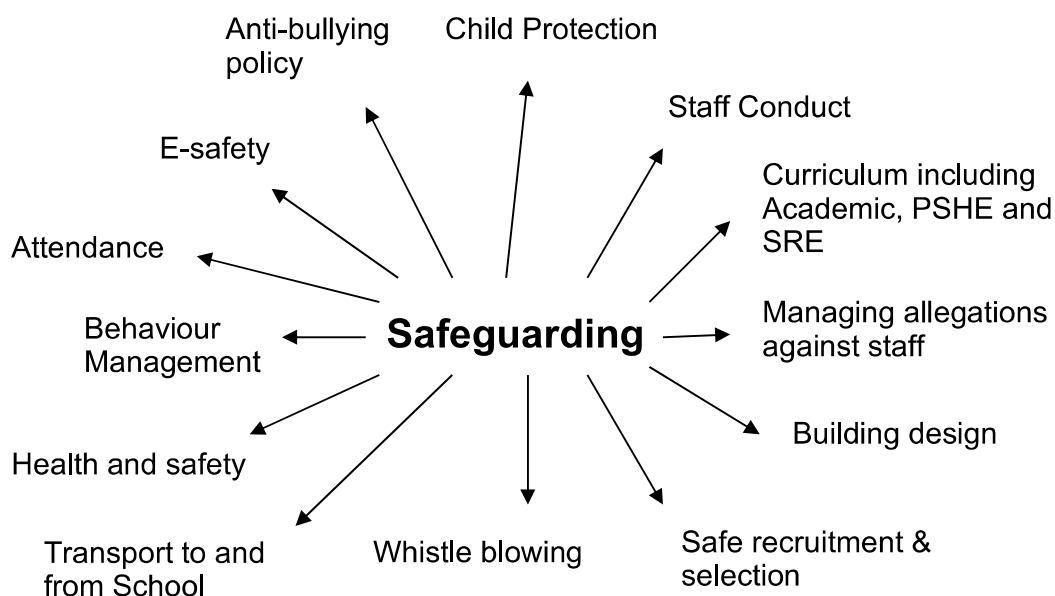 Anti-bullying
policy
Child Protection
Staff Conduct
E-safety
Curriculum including
Academic, PSHE and
SRE
Attendance
Behaviour
Management
Safeguarding
Managing allegations
against staff
Building design
Health and safety
Transport to and
from School
Whistle blowing
Safe recruitment &
selection